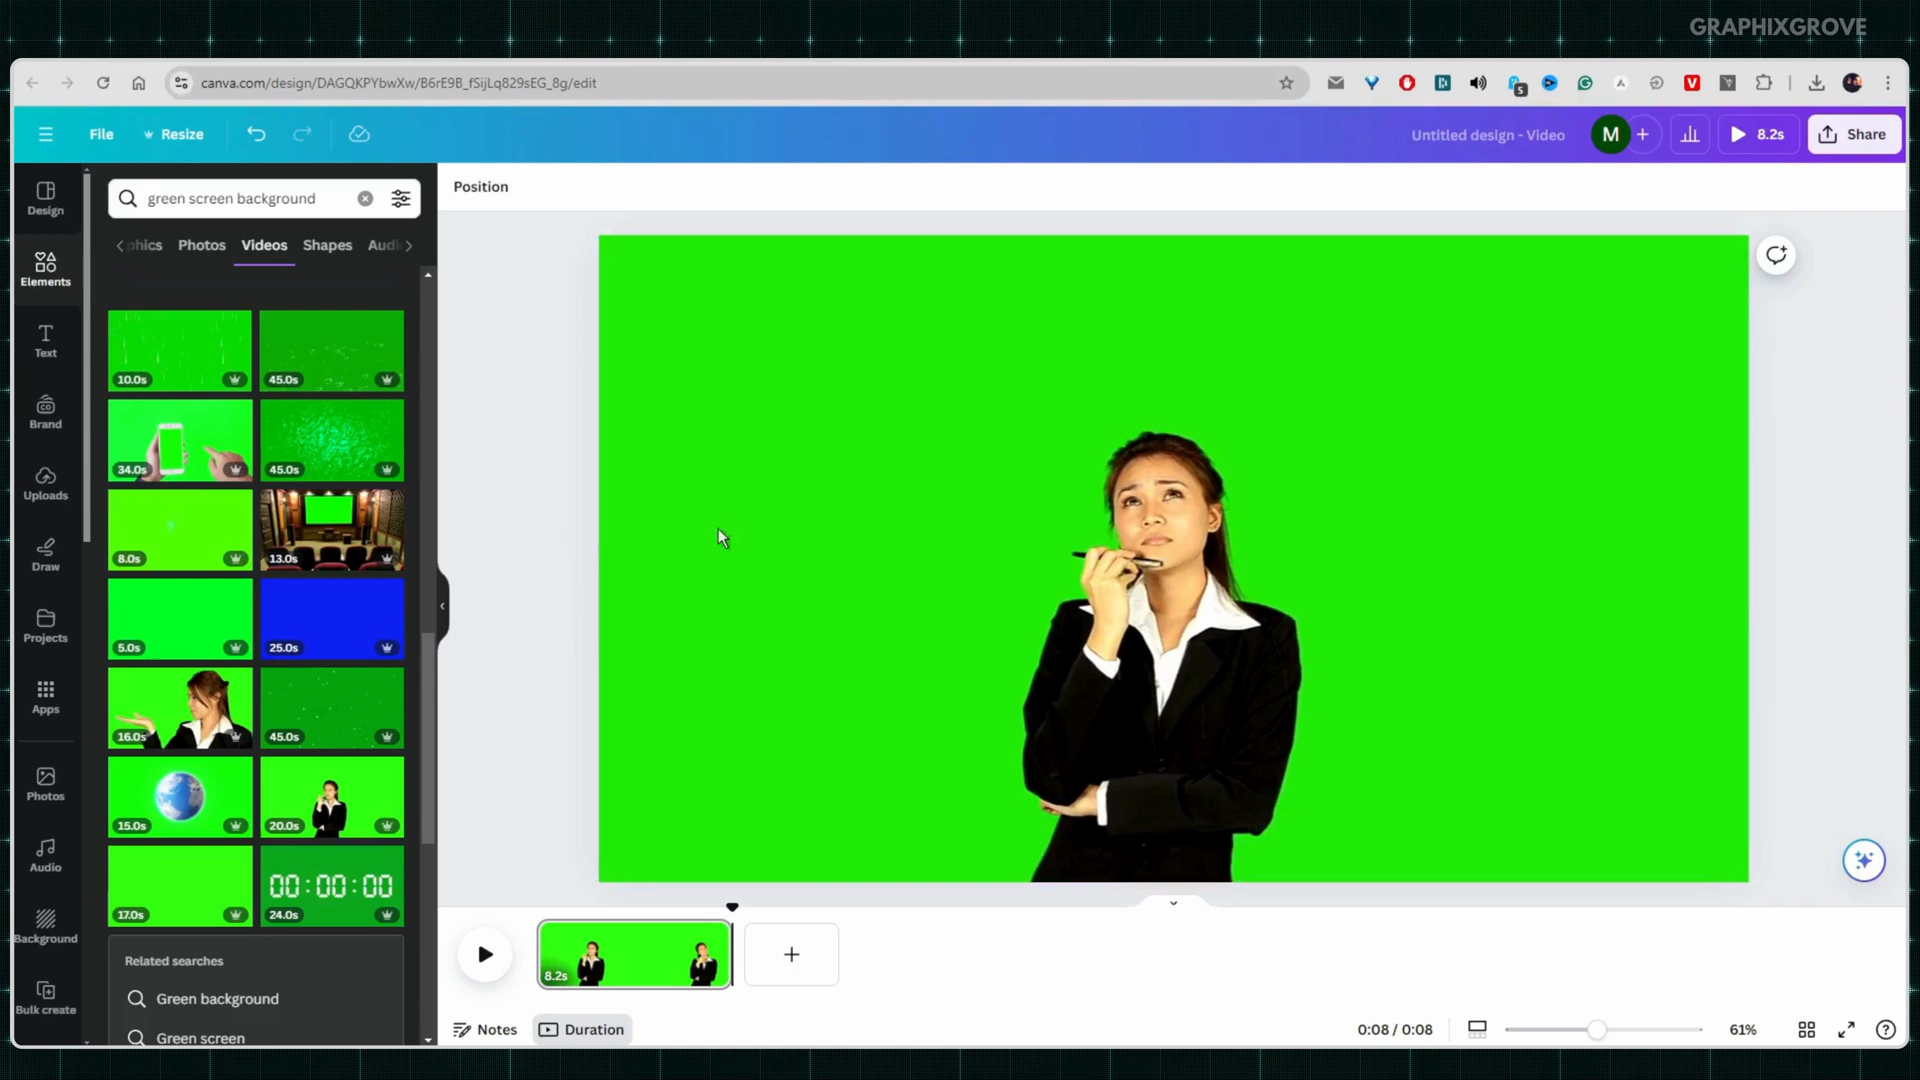 GRAPHIXGROVE
canva.com/design/DAGQKPYbwXw/B6rE9B_fSijLq829sEG_8g/edit
5
V
File
Resize
Untitled design - Video
M
8.2s
Share
Design
Elements
Text
Brand
Uploads
Draw
Projects
Apps
Photos
Audio
Background
Bulk create
green screen background
phics
Photos
Videos
Shapes
Audi
10.0s
45.0s
34.0s
45.0s
8.0s
13.0s
5.0s
25.0s
16.0s
45.0s
15.0s
20.0s
17.0s
00:00:00
24.0s
Related searches
Green background
Green screen
Position
8.2s
Notes
Duration
0:08 / 0:08
61%